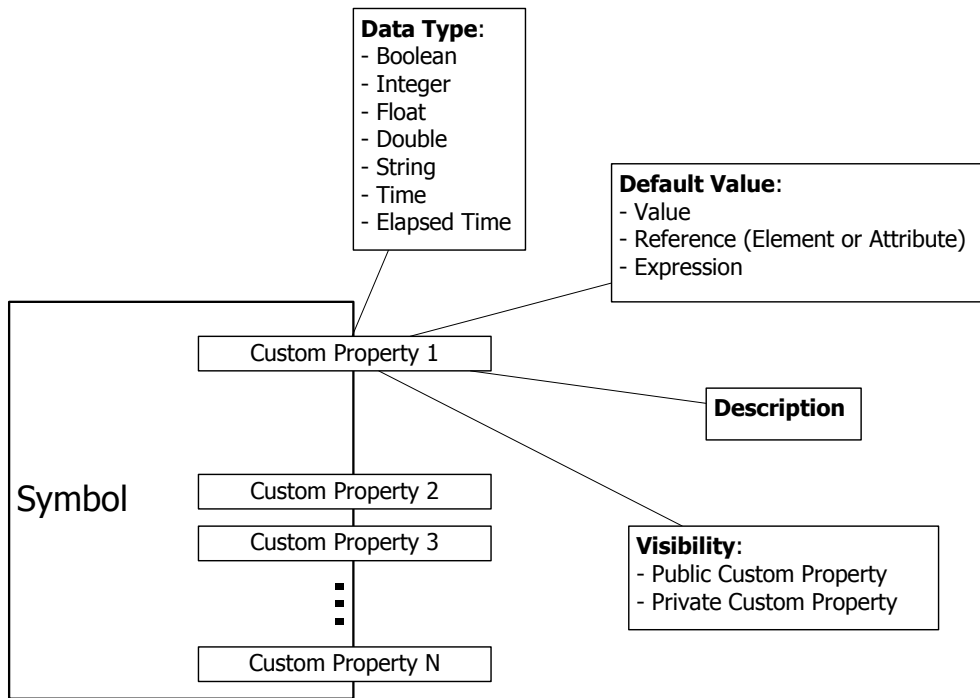 Data Type:
- Boolean
- Integer
- Float
- Double
- String
- Time
- Elapsed Time
Default Value:
- Value
- Reference (Element or Attribute)
- Expression
Custom Property 1
Description
Symbol
Custom Property 2
Custom Property 3
Visibility:
- Public Custom Property
- Private Custom Property
Custom Property N